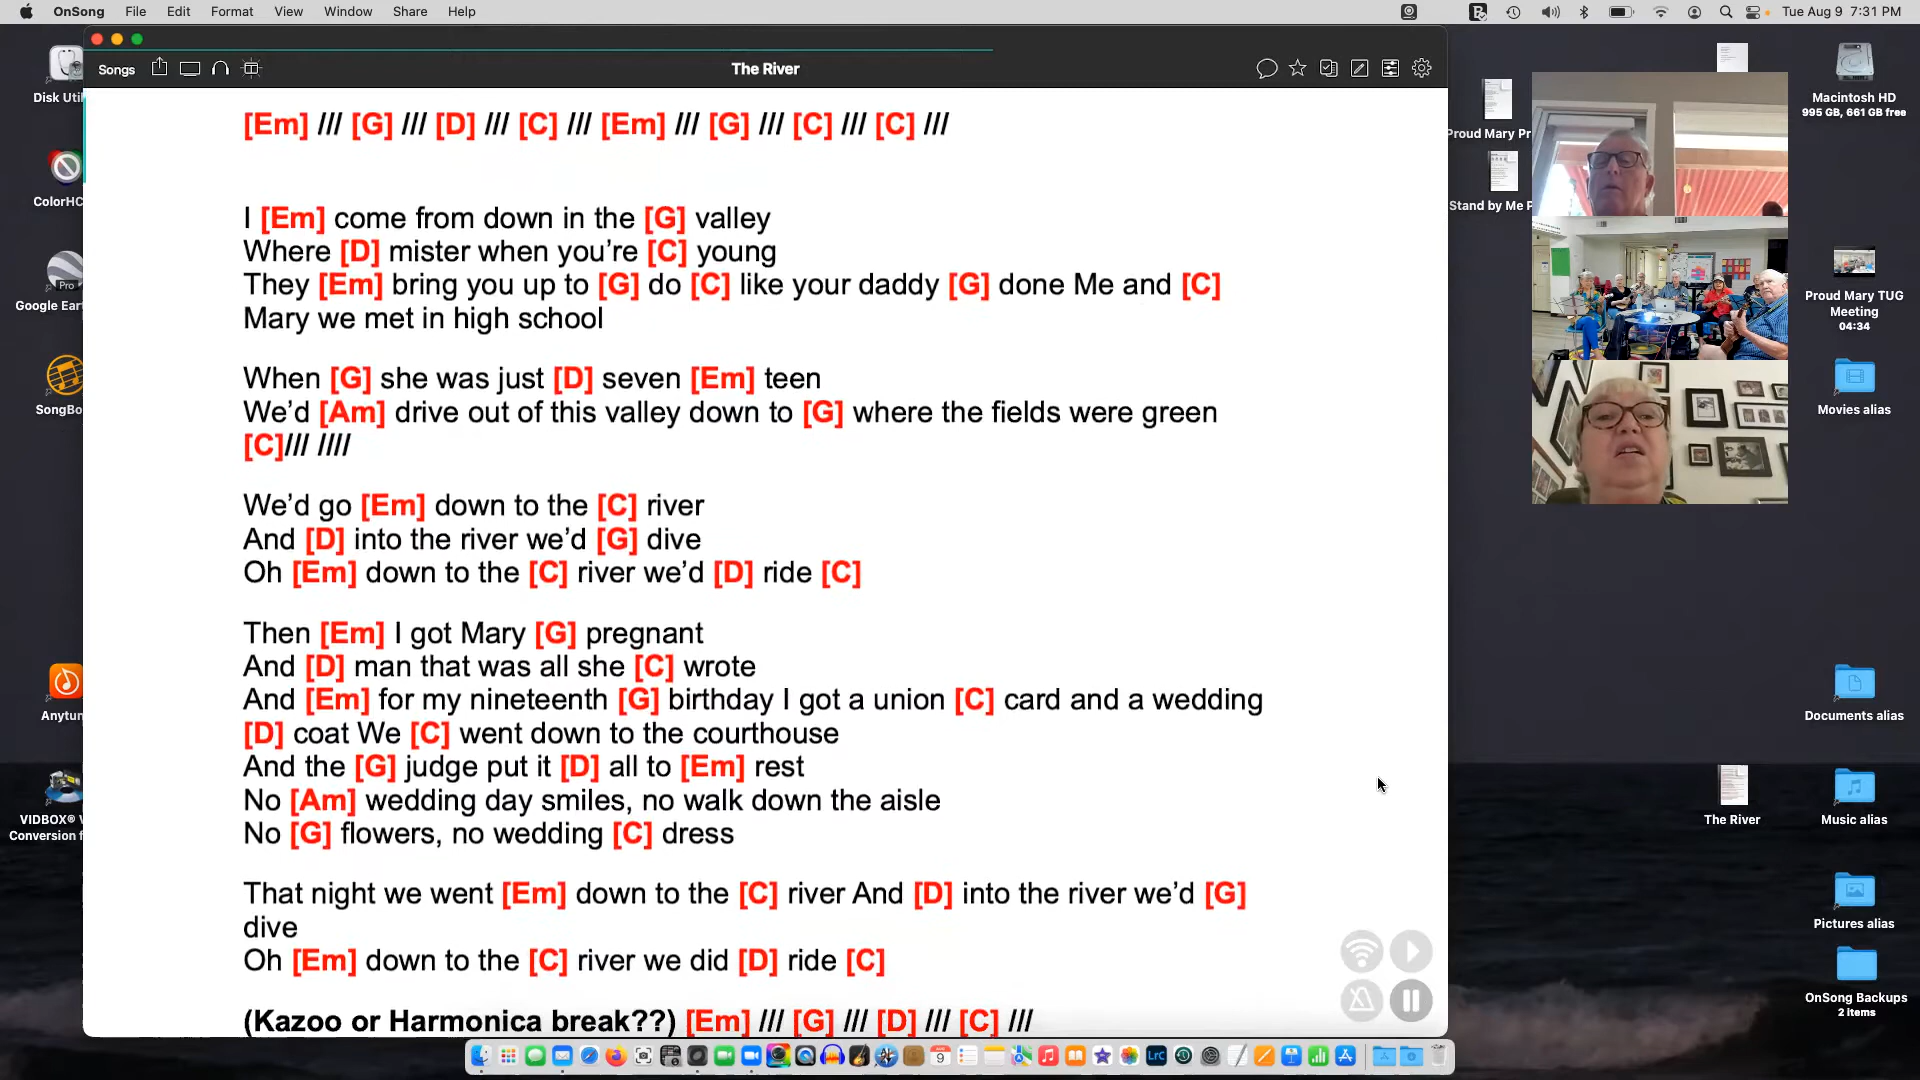 OnSong File Edit Format View Window Share Help
Tue Aug 9 7:31 PM
Songs
The River
[Em] /// [G] /// [D] /// [C] /// [Em] /// [G] /// [C] /// [C] ///
I [Em] come from down in the [G] valley
Where [D] mister when you’re [C] young
They [Em] bring you up to [G] do [C] like your daddy [G] done Me and [C]
Mary we met in high school
When [G] she was just [D] seven [Em] teen
We’d [Am] drive out of this valley down to [G] where the fields were green
[C]/// ////
We’d go [Em] down to the [C] river
And [D] into the river we’d [G] dive
Oh [Em] down to the [C] river we’d [D] ride [C]
Then [Em] I got Mary [G] pregnant
And [D] man that was all she [C] wrote
And [Em] for my nineteenth [G] birthday I got a union [C] card and a wedding
[D] coat We [C] went down to the courthouse
And the [G] judge put it [D] all to [Em] rest
No [Am] wedding day smiles, no walk down the aisle
No [G] flowers, no wedding [C] dress
That night we went [Em] down to the [C] river And [D] into the river we’d [G]
dive
Oh [Em] down to the [C] river we did [D] ride [C]
(Kazoo or Harmonica break??) [Em] /// [G] /// [D] /// [C] ///
Disk Util
ColorHC
Pro
Google Eart
SongBo
Anytun
VIDBOX® V
Conversion f
Proud Mary Pr
Stand by Me P
Macintosh HD
995 GB, 661 GB free
Proud Mary TUG
Meeting
04:34
Movies alias
Documents alias
The River
Music alias
Pictures alias
OnSong Backups
2 items
9
LrC